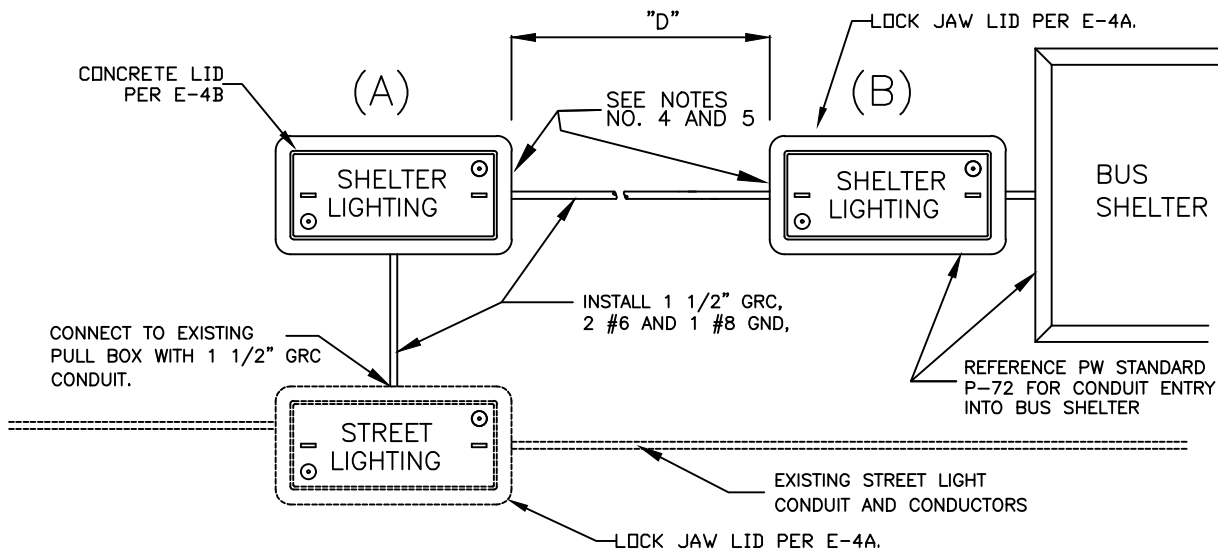 "D"
LOCK JAW LID PER E-4A.
CONCRETE LID
PER E-4B
(A)
(B)
SEE NOTES
NO. 4 AND 5
SHELTER
LIGHTING
SHELTER
LIGHTING
BUS
SHELTER
INSTALL 1 1/2" GRC,
2 #6 AND 1 #8 GND,
CONNECT TO EXISTING
PULL BOX WITH 1 1/2" GRC
CONDUIT.
REFERENCE PW STANDARD
P-72 FOR CONDUIT ENTRY
INTO BUS SHELTER
STREET
LIGHTING
EXISTING STREET LIGHT
CONDUIT AND CONDUCTORS
LOCK JAW LID PER E-4A.